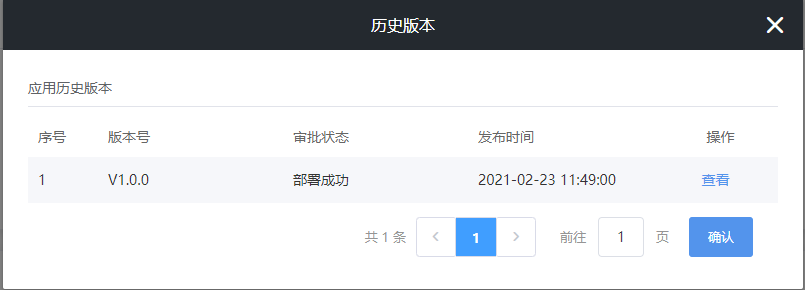 历史版本
应用历史版本
序号 版本号 审批状态 发布时间 操作
1 V1.0.0 部署成功 2021-02-23 11:49:00 查看
共 1 条 1 前往 1 页 确认